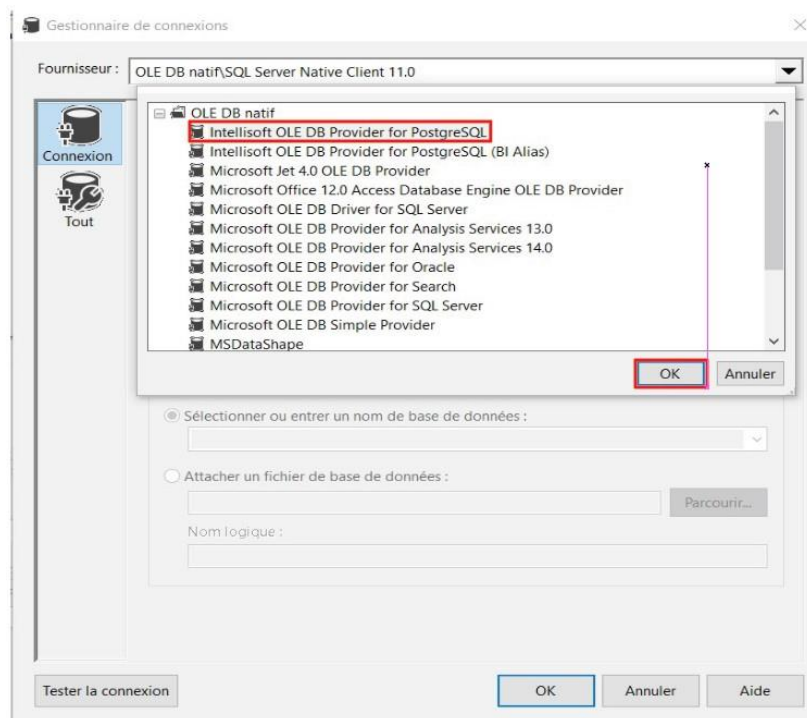 Gestionnaire de connexions
Fournisseur :
OLE DB natif\SQL Server Native Client 11.0
OLE DB natif
Intellisoft OLE DB Provider for PostgreSQL
Connexion
Intellisoft OLE DB Provider for PostgreSQL (BI Alias)
Microsoft Jet 4.0 OLE DB Provider
Microsoft Office 12.0 Access Database Engine OLE DB Provider
Tout
Microsoft OLE DB Driver for SQL Server
Microsoft OLE DB Provider for Analysis Services 13.0
Microsoft OLE DB Provider for Analysis Services 14.0
Microsoft OLE DB Provider for Oracle
Microsoft OLE DB Provider for Search
Microsoft OLE DB Provider for SQL Server
Microsoft OLE DB Simple Provider
MSDataShape
OK Annuler
Sélectionner ou entrer un nom de base de données :
Attacher un fichier de base de données :
Parcourir...
Nom logique :
Tester la connexion OK Annuler Aide